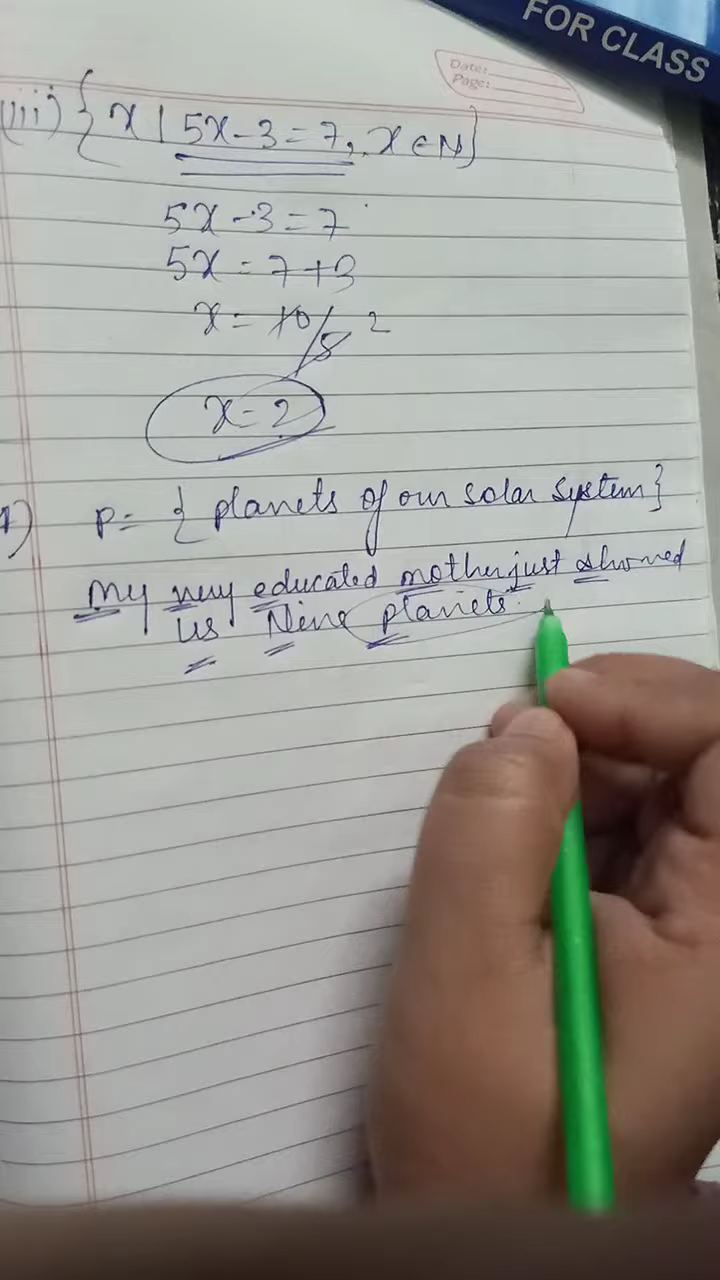 FOR CLASS
Date:
Page:
(iii) { x | 5x - 3 = 7, x ∈ N }
5x - 3 = 7
5x = 7 + 3
x = 10/5 2
x = 2
P = { planets of our solar system }
My very educated mother just showed
us Nine planets.